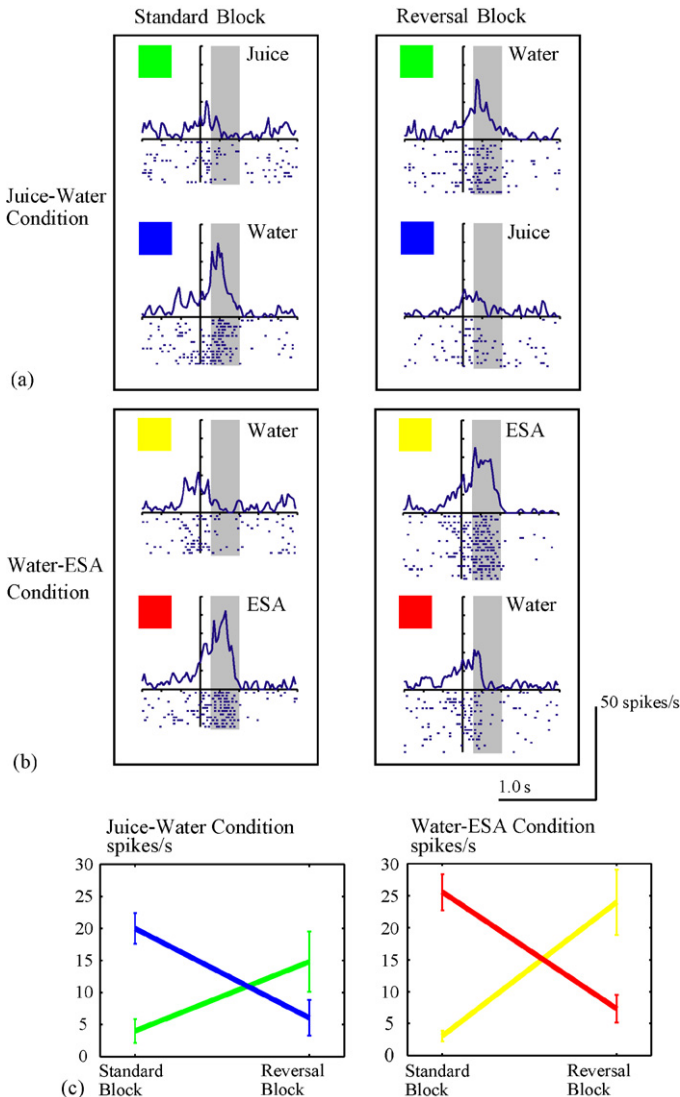 Standard Block
Reversal Block
Juice
Water
Juice-Water
Condition
Water
Juice
(a)
Water
ESA
Water-ESA
Condition
ESA
Water
50 spikes/s
(b)
1.0 s
Juice-Water Condition
spikes/s
30
25
20
15
10
5
0
Standard
Block
Reversal
Block
Water-ESA Condition
spikes/s
30
25
20
15
10
5
0
Standard
Block
Reversal
Block
(c)